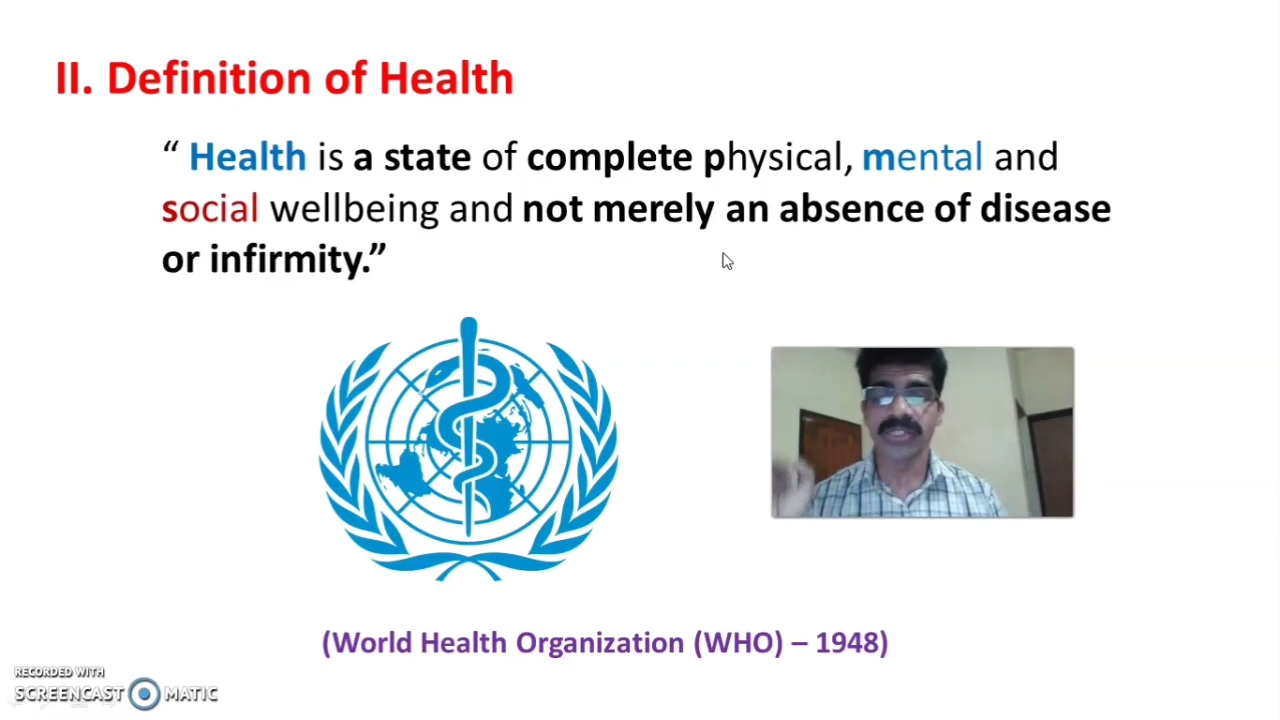 II. Definition of Health
“ Health is a state of complete physical, mental and
social wellbeing and not merely an absence of disease
or infirmity.”
(World Health Organization (WHO) – 1948)
RECORDED WITH
SCREENCAST MATIC